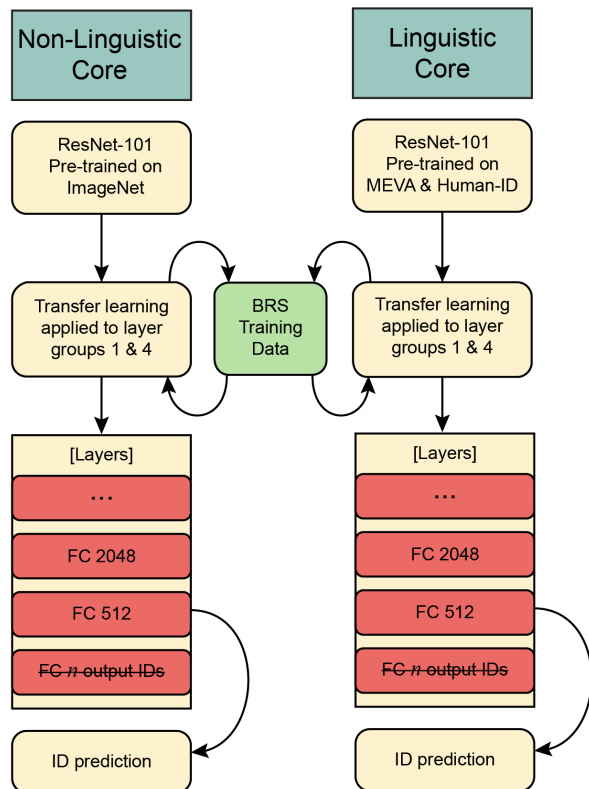 Non-Linguistic
Core
ResNet-101
Pre-trained on
ImageNet
Transfer learning
applied to layer
groups 1 & 4
[Layers]
...
FC 2048
FC 512
FC n output IDs
ID prediction
BRS
Training
Data
Linguistic
Core
ResNet-101
Pre-trained on
MEVA & Human-ID
Transfer learning
applied to layer
groups 1 & 4
[Layers]
...
FC 2048
FC 512
FC n output IDs
ID prediction